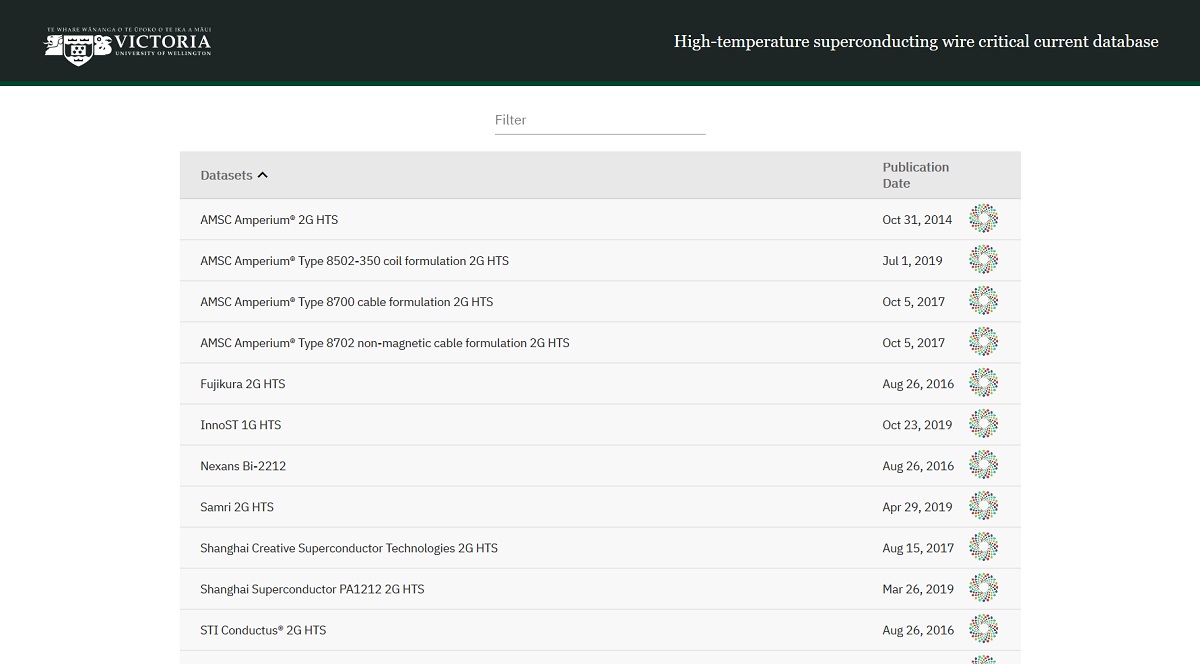 TE WHARE WĀNANGA O TE ŪPOKO O TE IKA A MĀUI
VICTORIA
UNIVERSITY OF WELLINGTON
High-temperature superconducting wire critical current database
Filter
Datasets
Publication
Date
AMSC Amperium® 2G HTS
Oct 31, 2014
AMSC Amperium® Type 8502-350 coil formulation 2G HTS
Jul 1, 2019
AMSC Amperium® Type 8700 cable formulation 2G HTS
Oct 5, 2017
AMSC Amperium® Type 8702 non-magnetic cable formulation 2G HTS
Oct 5, 2017
Fujikura 2G HTS
Aug 26, 2016
InnoST 1G HTS
Oct 23, 2019
Nexans Bi-2212
Aug 26, 2016
Samri 2G HTS
Apr 29, 2019
Shanghai Creative Superconductor Technologies 2G HTS
Aug 15, 2017
Shanghai Superconductor PA1212 2G HTS
Mar 26, 2019
STI Conductus® 2G HTS
Aug 26, 2016